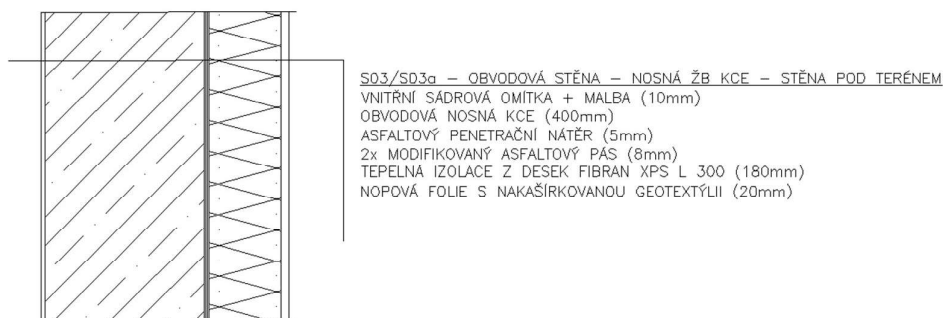 S03/S03a – OBVODOVÁ STĚNA – NOSNÁ ŽB KCE – STĚNA POD TERÉNEM
VNITŘNÍ SÁDROVÁ OMÍTKA + MALBA (10mm)
OBVODOVÁ NOSNÁ KCE (400mm)
ASFALTOVÝ PENETRAČNÍ NÁTĚR (5mm)
2x MODIFIKOVANÝ ASFALTOVÝ PÁS (8mm)
TEPELNÁ IZOLACE Z DESEK FIBRAN XPS L 300 (180mm)
NOPOVÁ FOLIE S NAKAŠÍRKOVANOU GEOTEXTÝLII (20mm)